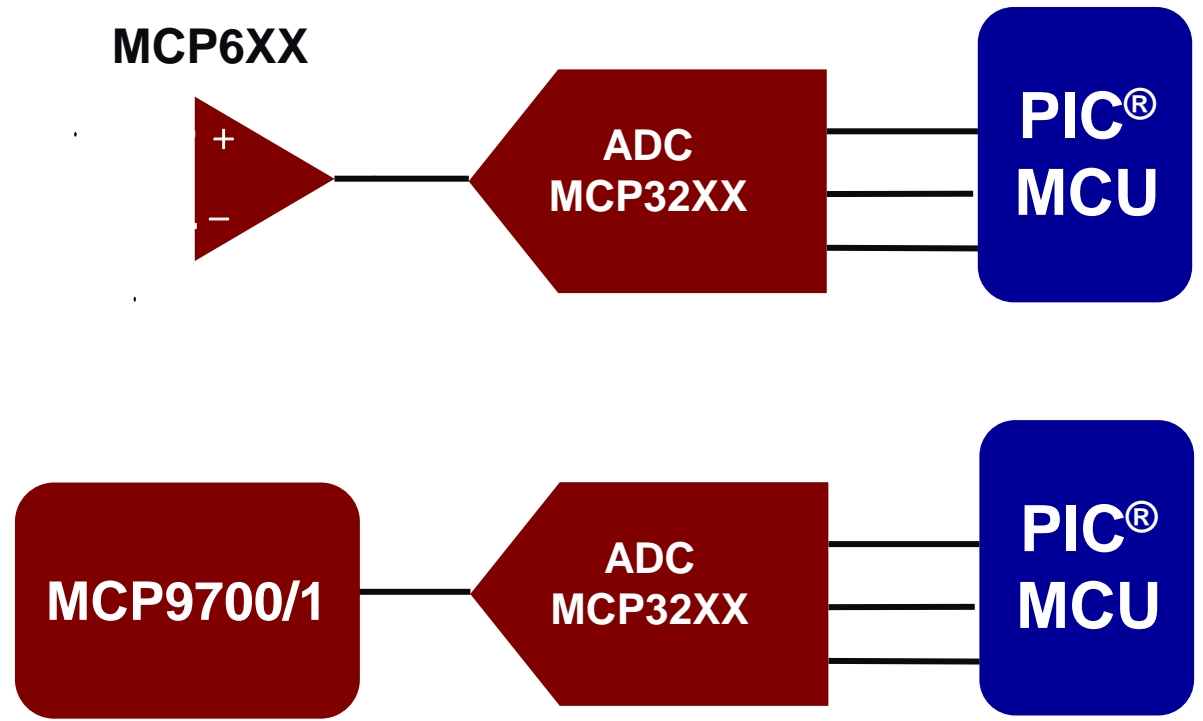 MCP6XX
+
−
ADC
MCP32XX
PIC®
MCU
MCP9700/1
ADC
MCP32XX
PIC®
MCU